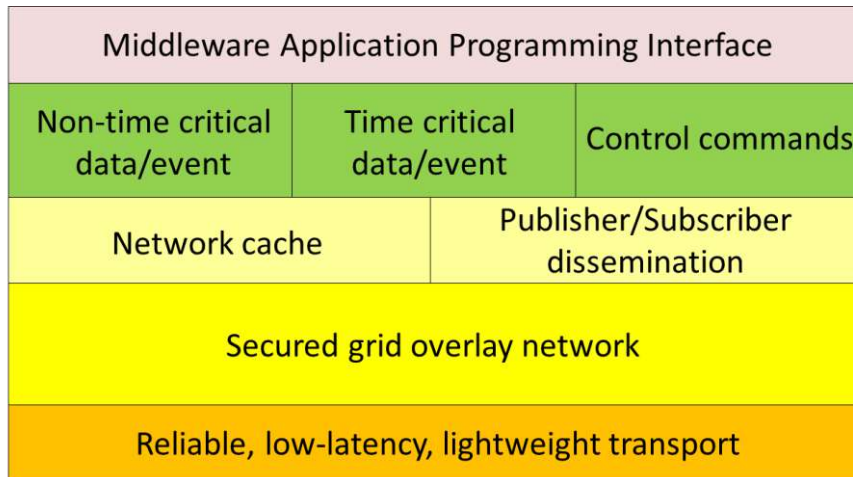 Middleware Application Programming Interface
Non-time critical
data/event
Time critical
data/event
Control commands
Network cache
Publisher/Subscriber
dissemination
Secured grid overlay network
Reliable, low-latency, lightweight transport